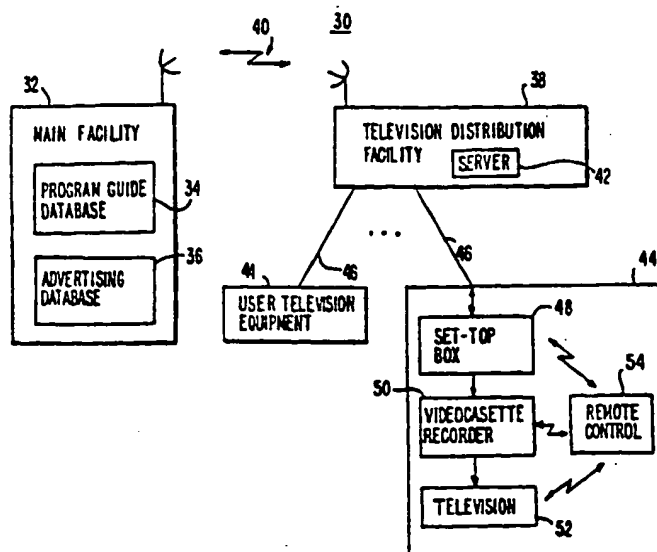 30
40
32
38
MAIN FACILITY
TELEVISION DISTRIBUTION
FACILITY
SERVER
42
PROGRAM GUIDE
DATABASE
34
36
ADVERTISING
DATABASE
...
46
46
44
44
USER TELEVISION
EQUIPMENT
48
SET-TOP
BOX
54
50
VIDEOCASETTE
RECORDER
REMOTE
CONTROL
TELEVISION
52